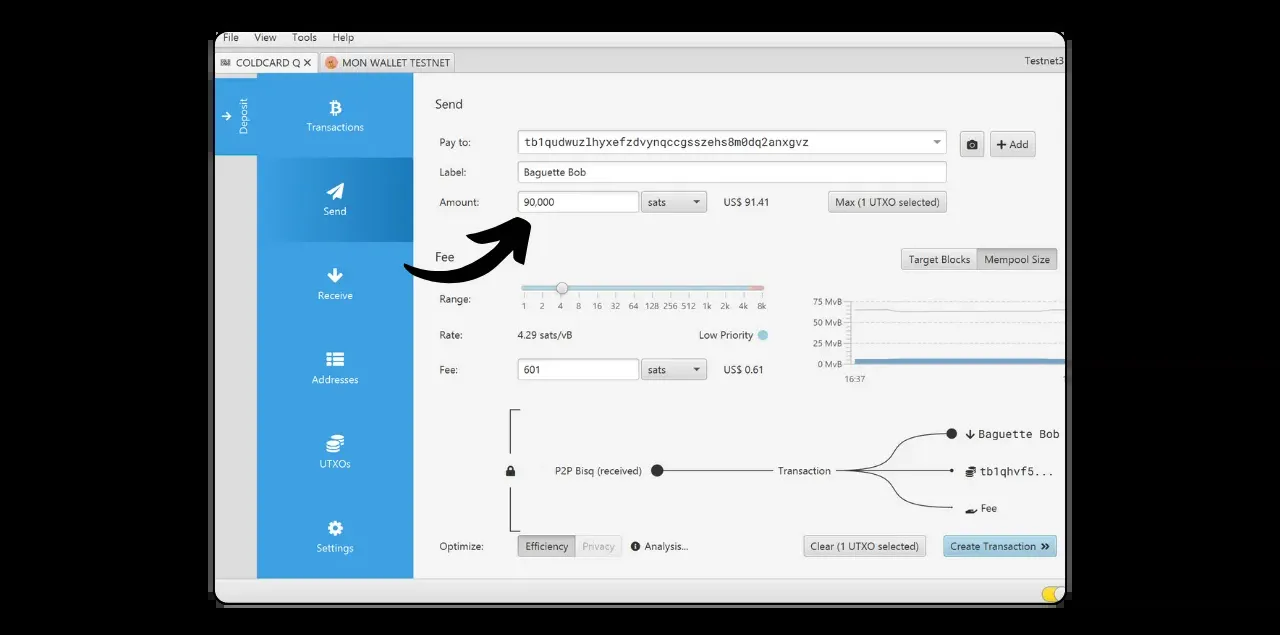 File View Tools Help
COLDCARD Q MON WALLET TESTNET
Testnet3
Deposit
Transactions
Send
Receive
Addresses
UTXOs
Settings
Send
Pay to: tb1qudwuzlhyxefzdvynqccgsszehs8m0dq2anxgvz
Add
Label: Baguette Bob
Amount: 90,000 sats US$ 91.41 Max (1 UTXO selected)
Fee
Target Blocks Mempool Size
Range:
1 2 4 8 16 32 64 128 256 512 1k 2k 4k 8k
Rate: 4.29 sats/vB Low Priority
Fee: 601 sats US$ 0.61
75 MvB
50 MvB
25 MvB
0 MvB
16:37
P2P Bisq (received) Transaction
Baguette Bob
tb1qhvf5...
Fee
Optimize: Efficiency Privacy Analysis...
Clear (1 UTXO selected) Create Transaction